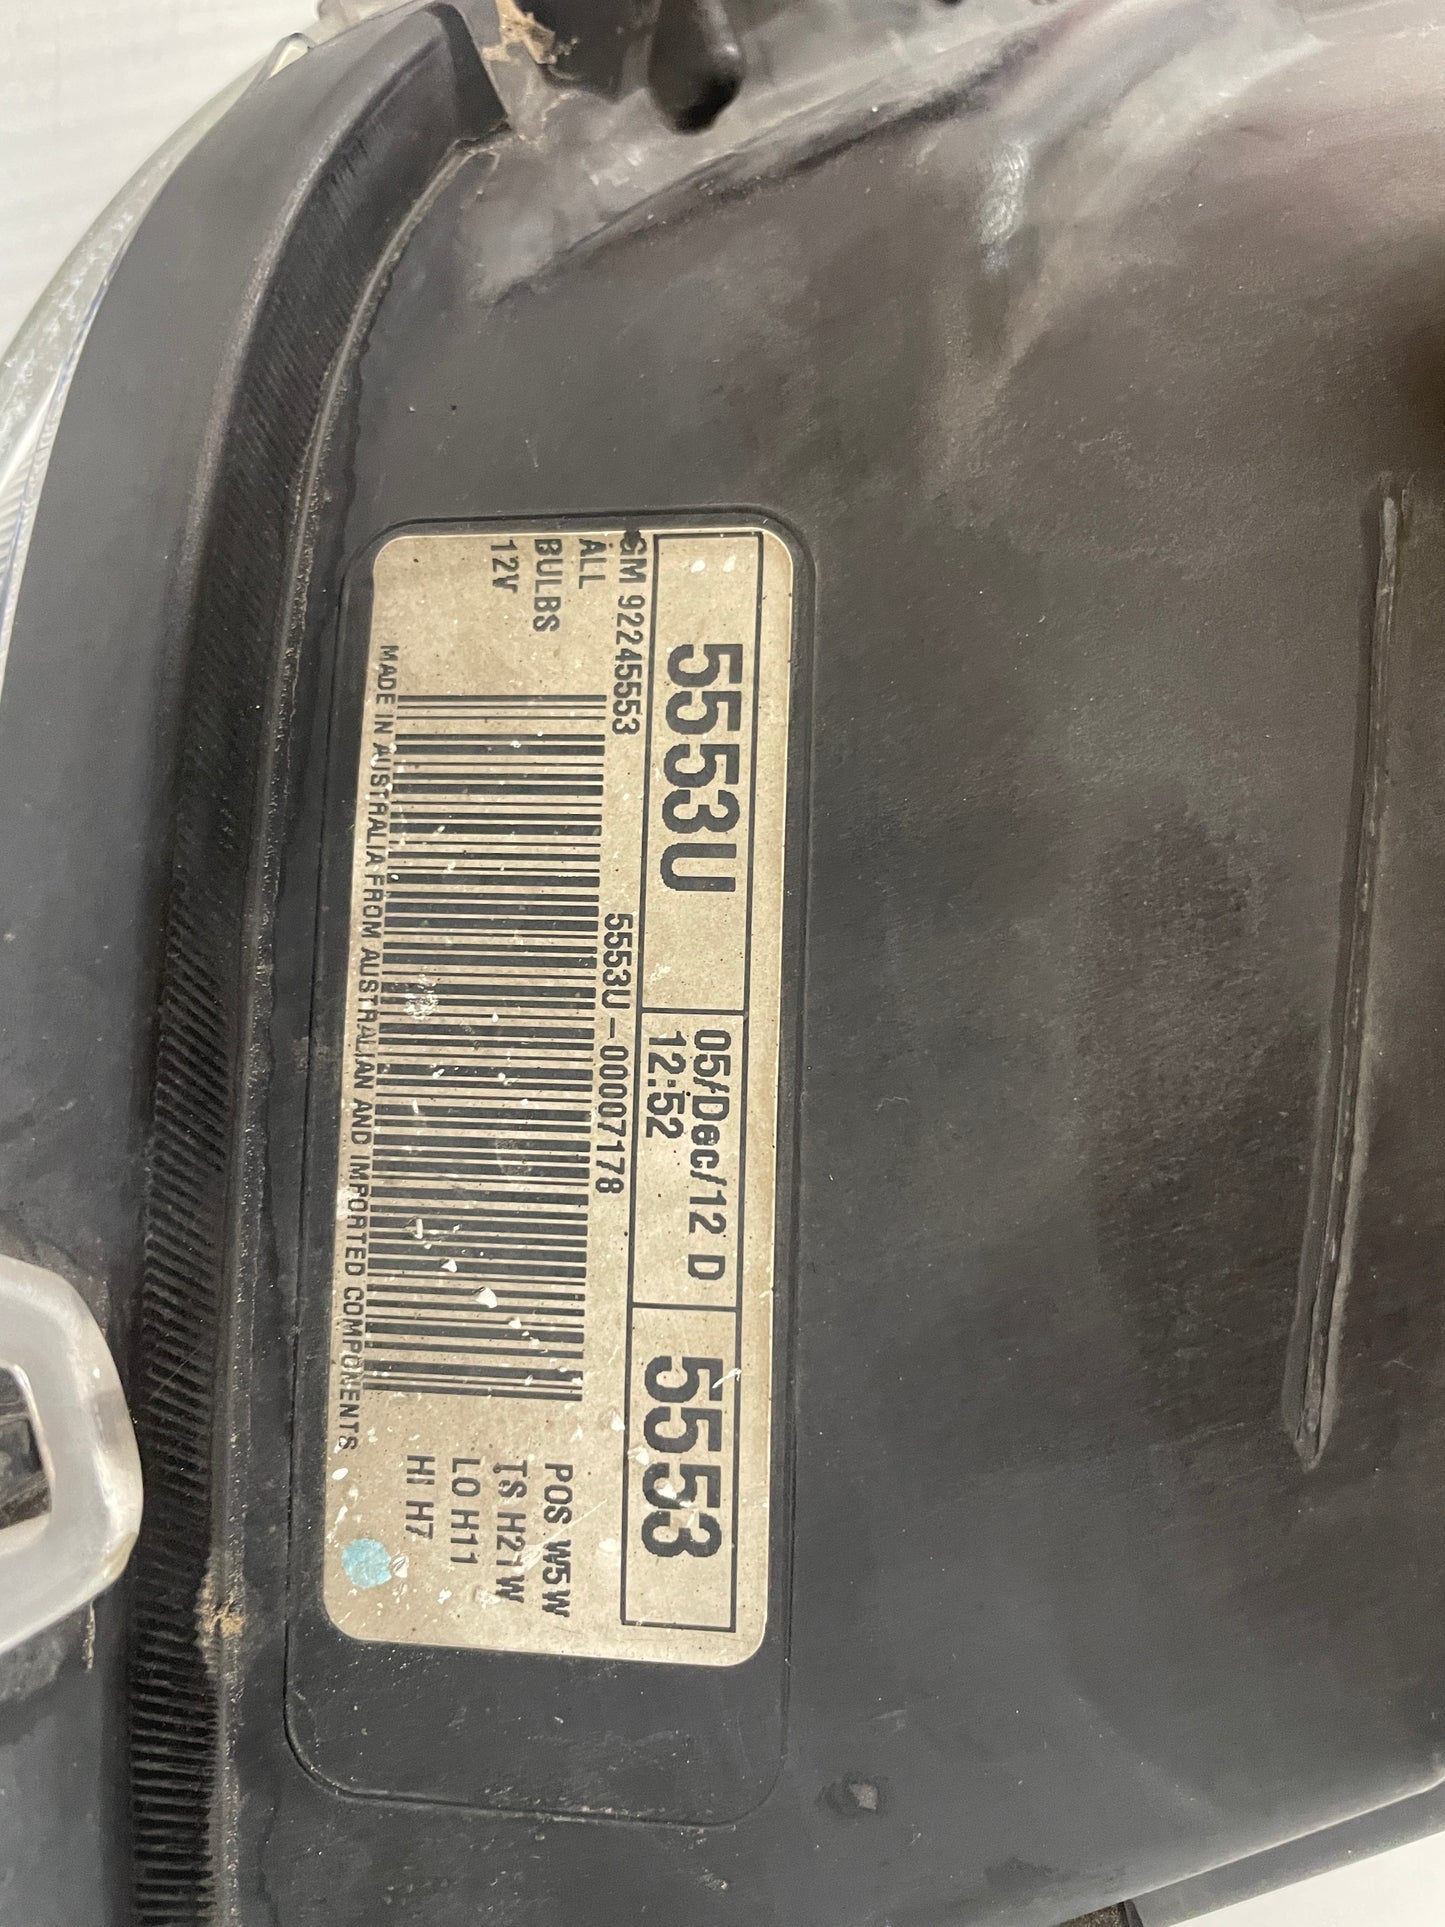 5553U
05/Dec/12 D
12:52
5553
GM 92245553
5553U-00007178
ALL
BULBS
12V
POS W5W
TS H21W
LO H11
HI H7
MADE IN AUSTRALIA FROM AUSTRALIAN AND IMPORTED COMPONENTS